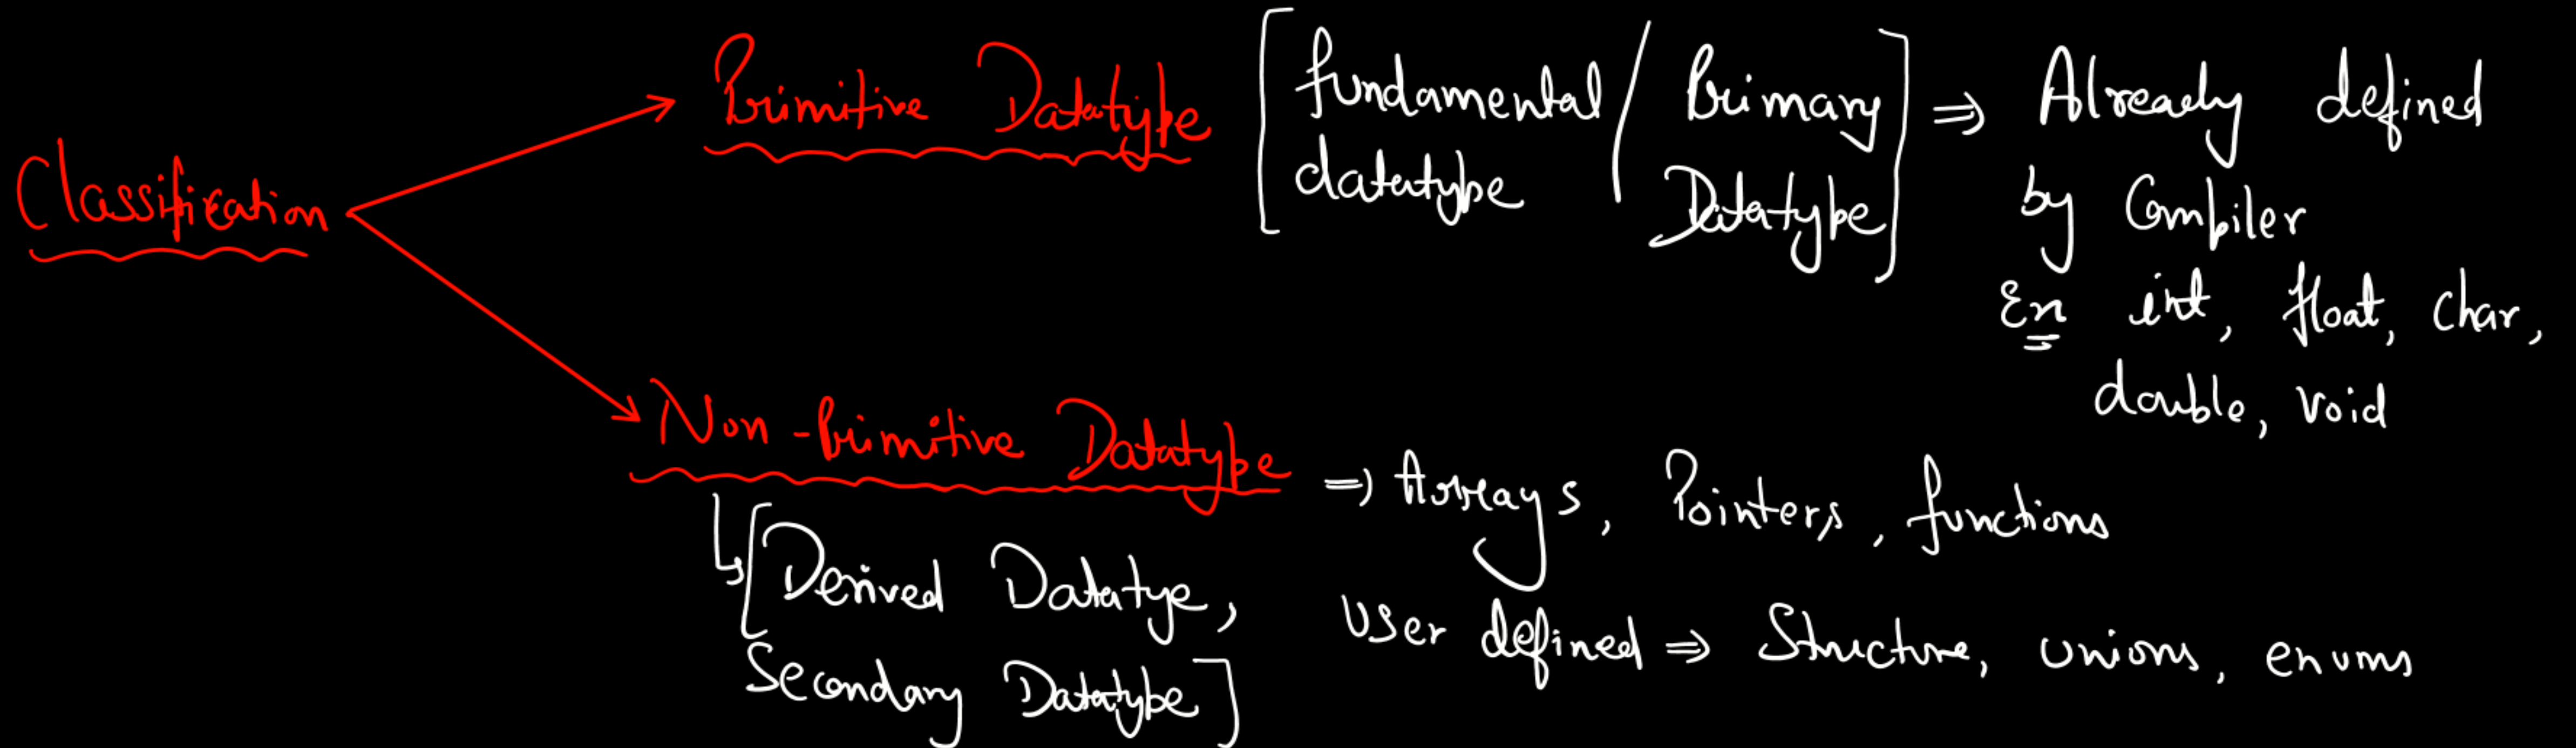 Classification
Primitive Datatype [fundamental / Primary ⇒ Already defined
datatype Datatype] by Compiler
Ex int, float, char,
double, void
Non-Primitive Datatype ⇒ Arrays, Pointers, functions
↳ [Derived Datatye, User defined ⇒ Structure, unions, enums
Secondary Datatype]